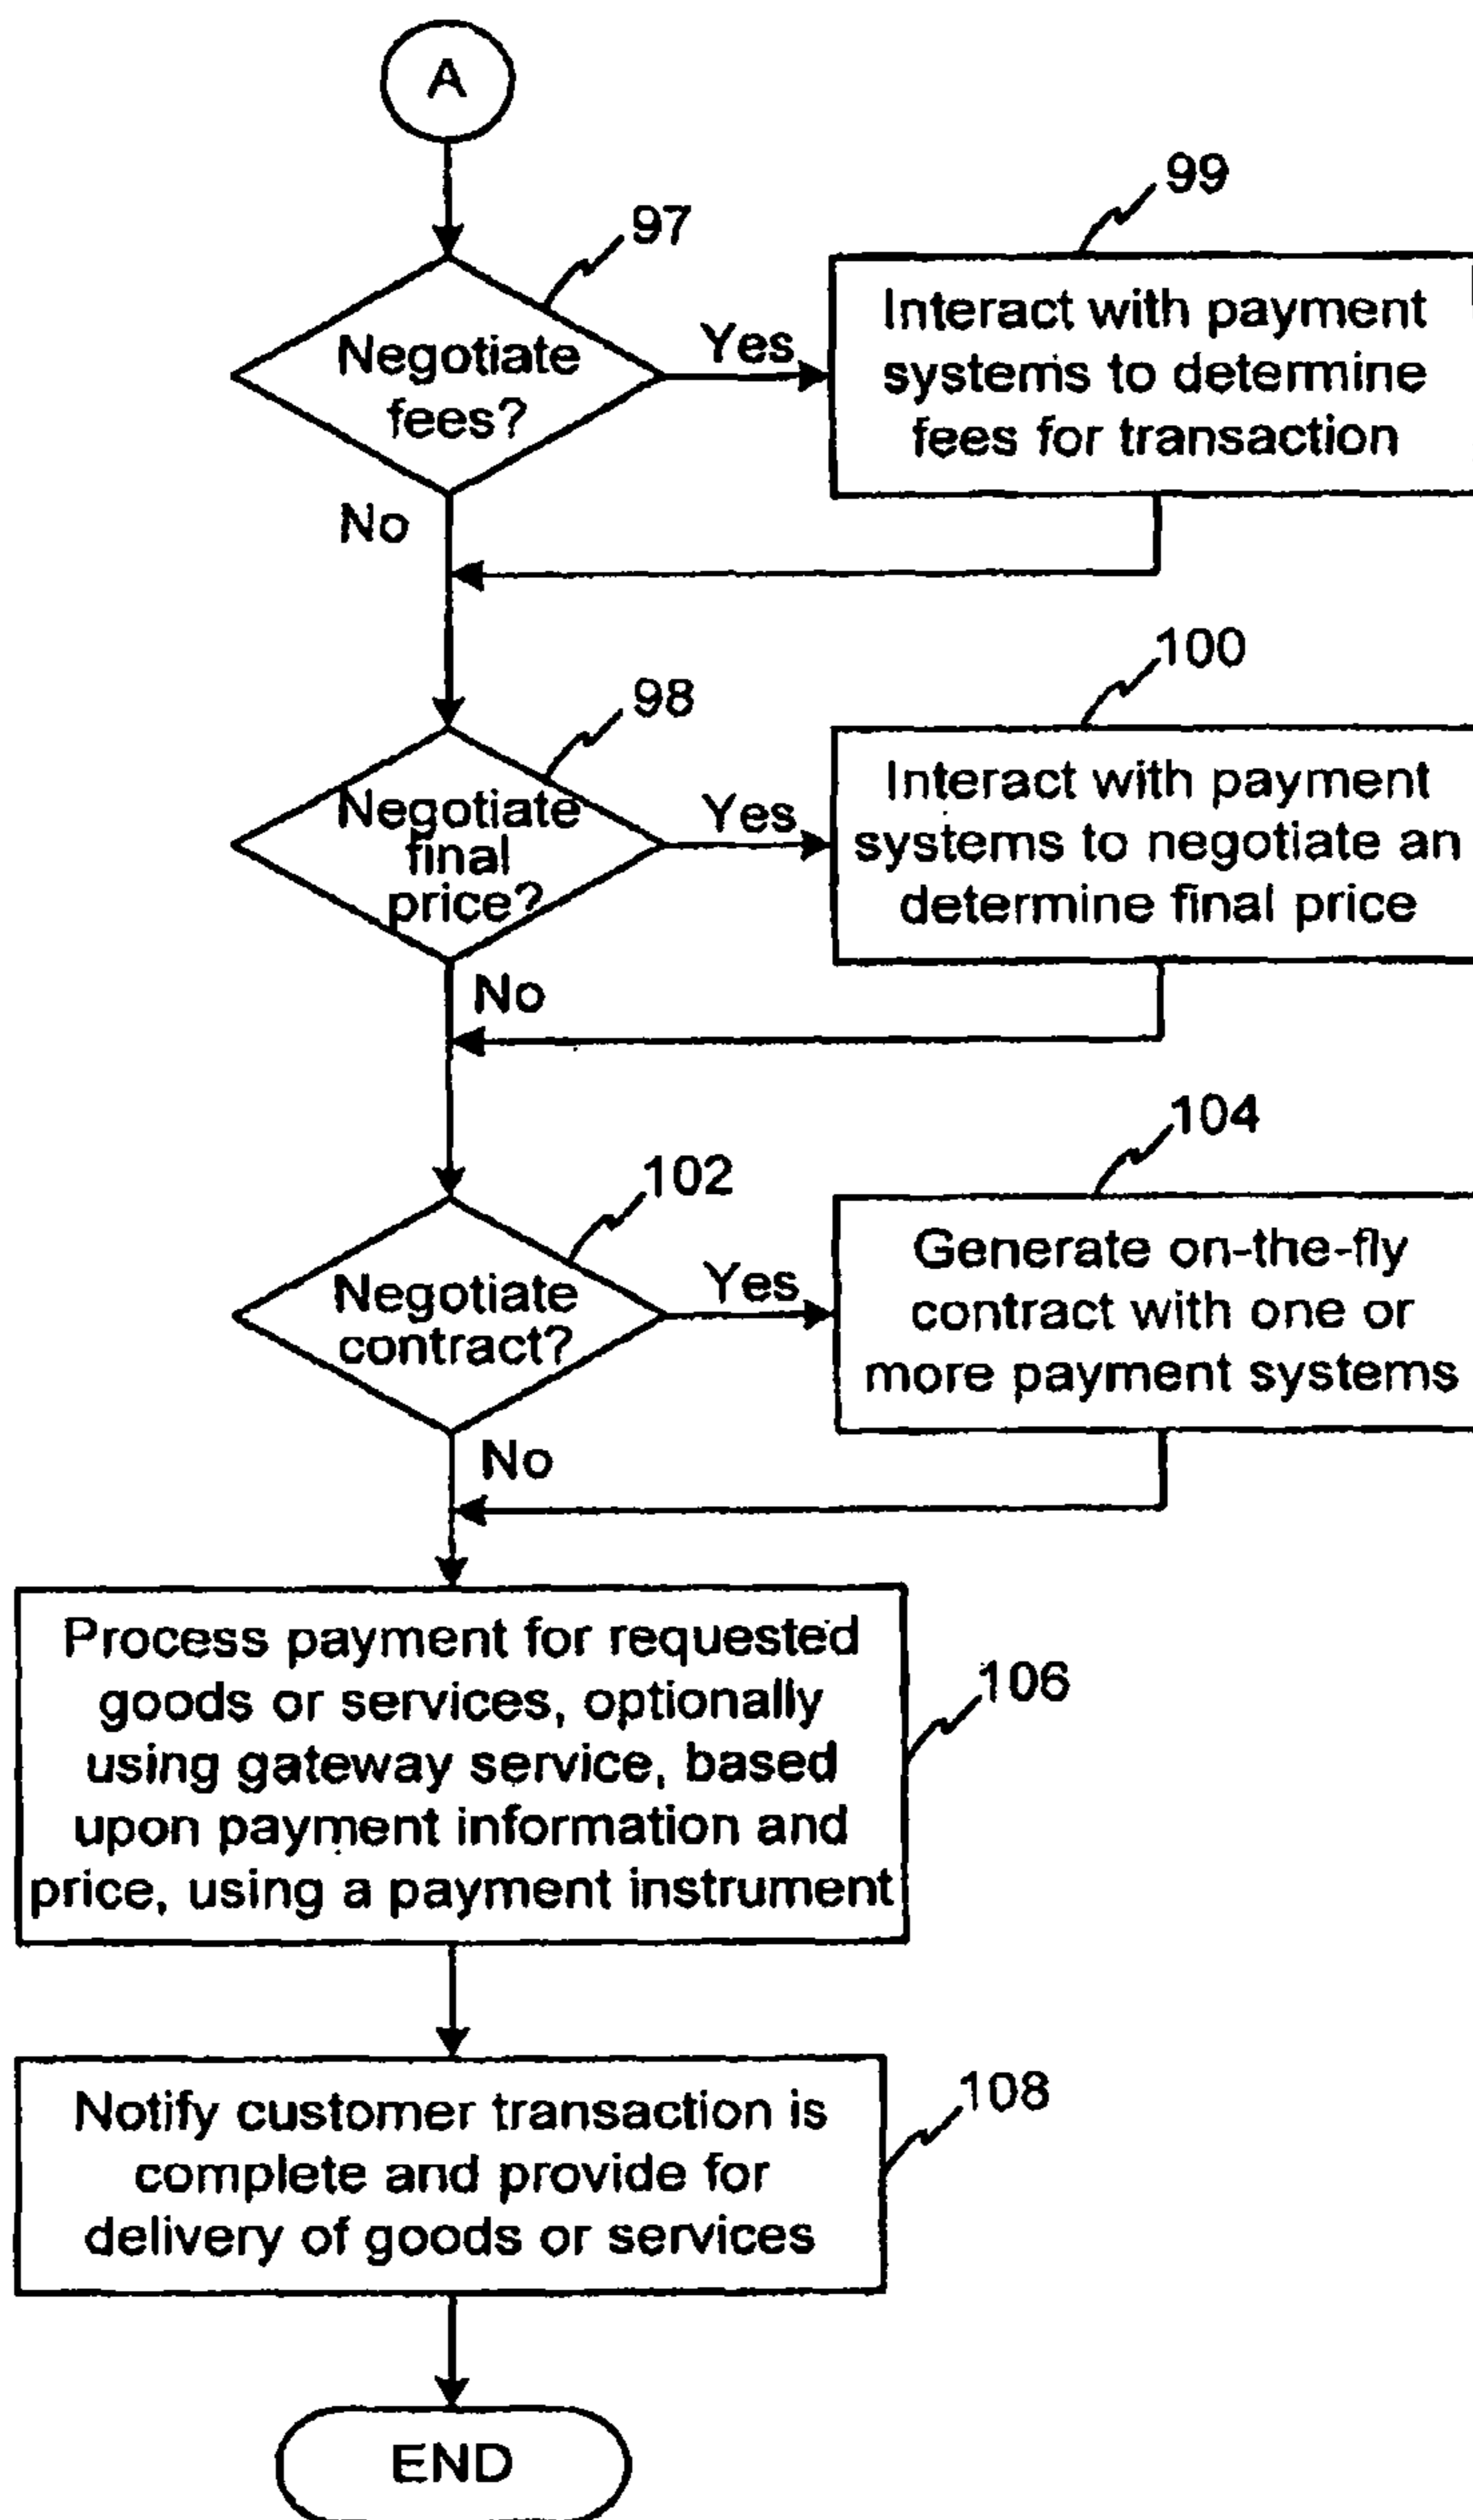 A
97
99
Negotiate
fees?
Yes
Interact with payment
systems to determine
fees for transaction
No
98
100
Negotiate
final
price?
Yes
Interact with payment
systems to negotiate an
determine final price
No
102
104
Negotiate
contract?
Yes
Generate on-the-fly
contract with one or
more payment systems
No
Process payment for requested
goods or services, optionally
using gateway service, based
upon payment information and
price, using a payment instrument
106
Notify customer transaction is
complete and provide for
delivery of goods or services
108
END